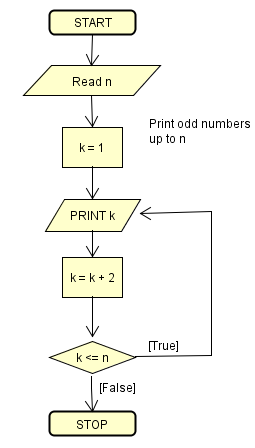 START
Read n
Print odd numbers
up to n
k = 1
PRINT k
k = k + 2
[True]
k <= n
[False]
STOP